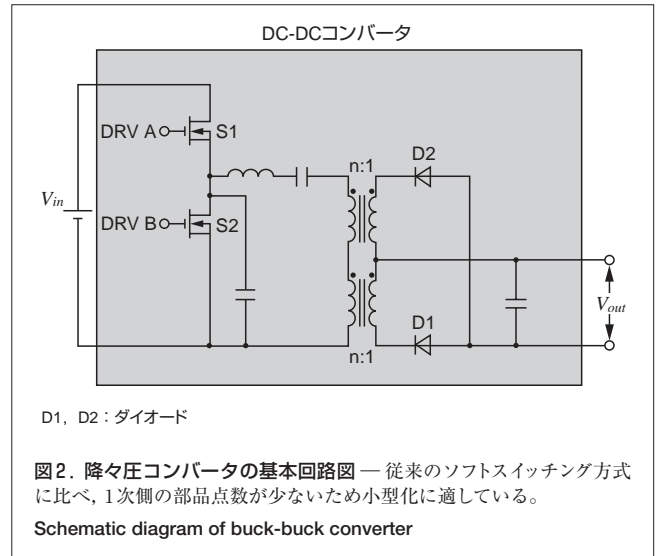 DC-DCコンバータ
DRV A
S1
D2
n:1
Vin
DRV B
S2
Vout
D1
n:1
D1, D2：ダイオード
図2．降々圧コンバータの基本回路図 — 従来のソフトスイッチング方式
に比べ，1次側の部品点数が少ないため小型化に適している。
Schematic diagram of buck-buck converter